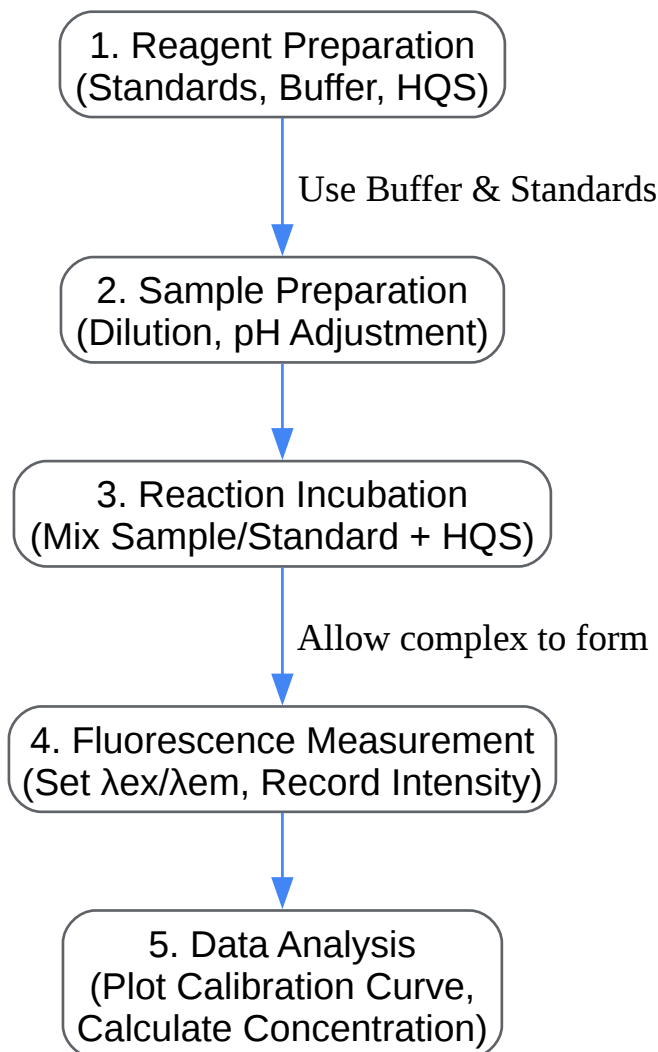 1. Reagent Preparation
(Standards, Buffer, HQS)
Use Buffer & Standards
2. Sample Preparation
(Dilution, pH Adjustment)
3. Reaction Incubation
(Mix Sample/Standard + HQS)
Allow complex to form
4. Fluorescence Measurement
(Set λex/λem, Record Intensity)
5. Data Analysis
(Plot Calibration Curve,
Calculate Concentration)